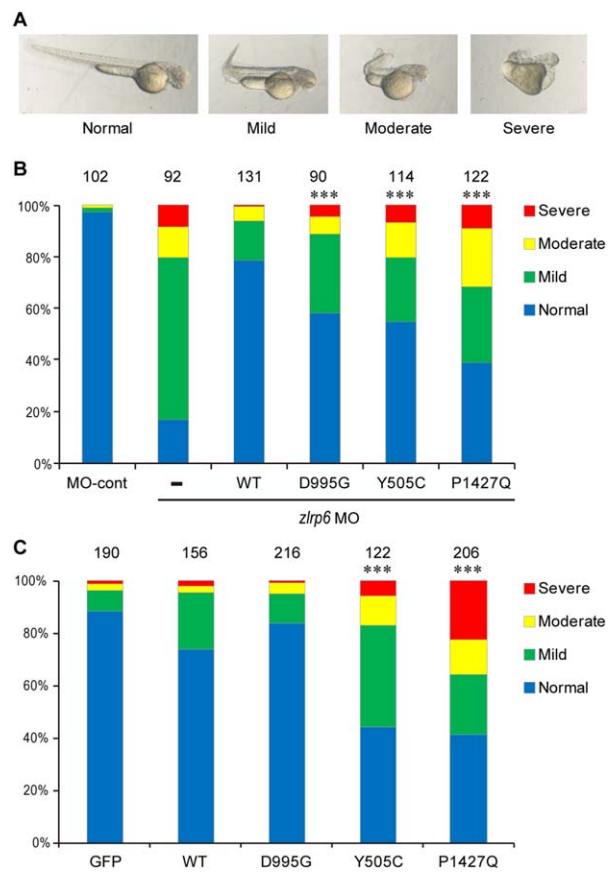 A
Normal Mild Moderate Severe
B
102 92 131 90 114 122
*** *** ***
100%
80%
60%
40%
20%
0%
Severe
Moderate
Mild
Normal
MO-cont – WT D995G Y505C P1427Q
zlrp6 MO
C
190 156 216 122 206
*** ***
100%
80%
60%
40%
20%
0%
Severe
Moderate
Mild
Normal
GFP WT D995G Y505C P1427Q